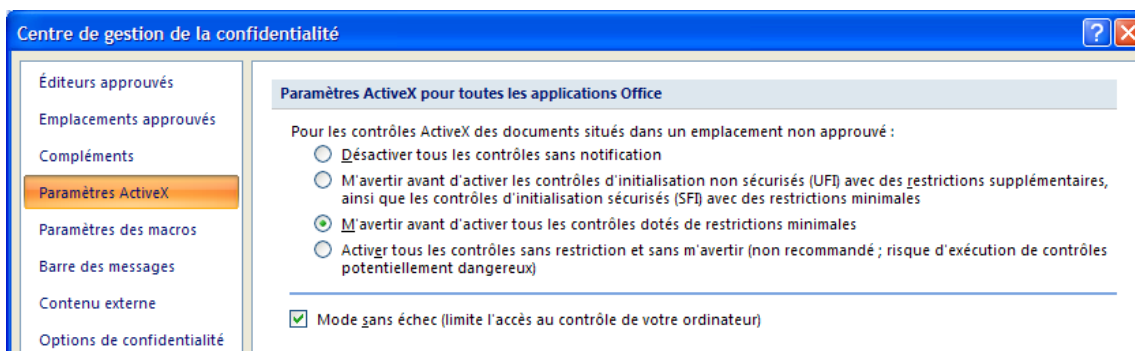 Centre de gestion de la confidentialité
Éditeurs approuvés
Emplacements approuvés
Compléments
Paramètres ActiveX
Paramètres des macros
Barre des messages
Contenu externe
Options de confidentialité
Paramètres ActiveX pour toutes les applications Office
Pour les contrôles ActiveX des documents situés dans un emplacement non approuvé :
Désactiver tous les contrôles sans notification
M'avertir avant d'activer les contrôles d'initialisation non sécurisés (UFI) avec des restrictions supplémentaires,
ainsi que les contrôles d'initialisation sécurisés (SFI) avec des restrictions minimales
M'avertir avant d'activer tous les contrôles dotés de restrictions minimales
Activer tous les contrôles sans restriction et sans m'avertir (non recommandé ; risque d'exécution de contrôles
potentiellement dangereux)
Mode sans échec (limite l'accès au contrôle de votre ordinateur)